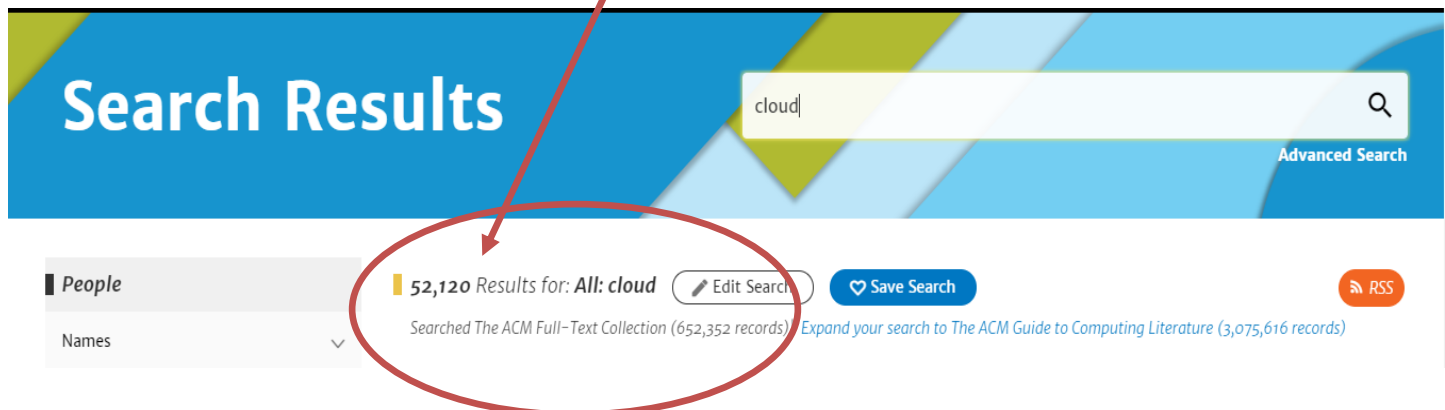 Search Results
cloud
Advanced Search
People
52,120 Results for: All: cloud Edit Search Save Search RSS
Searched The ACM Full-Text Collection (652,352 records)| Expand your search to The ACM Guide to Computing Literature (3,075,616 records)
Names